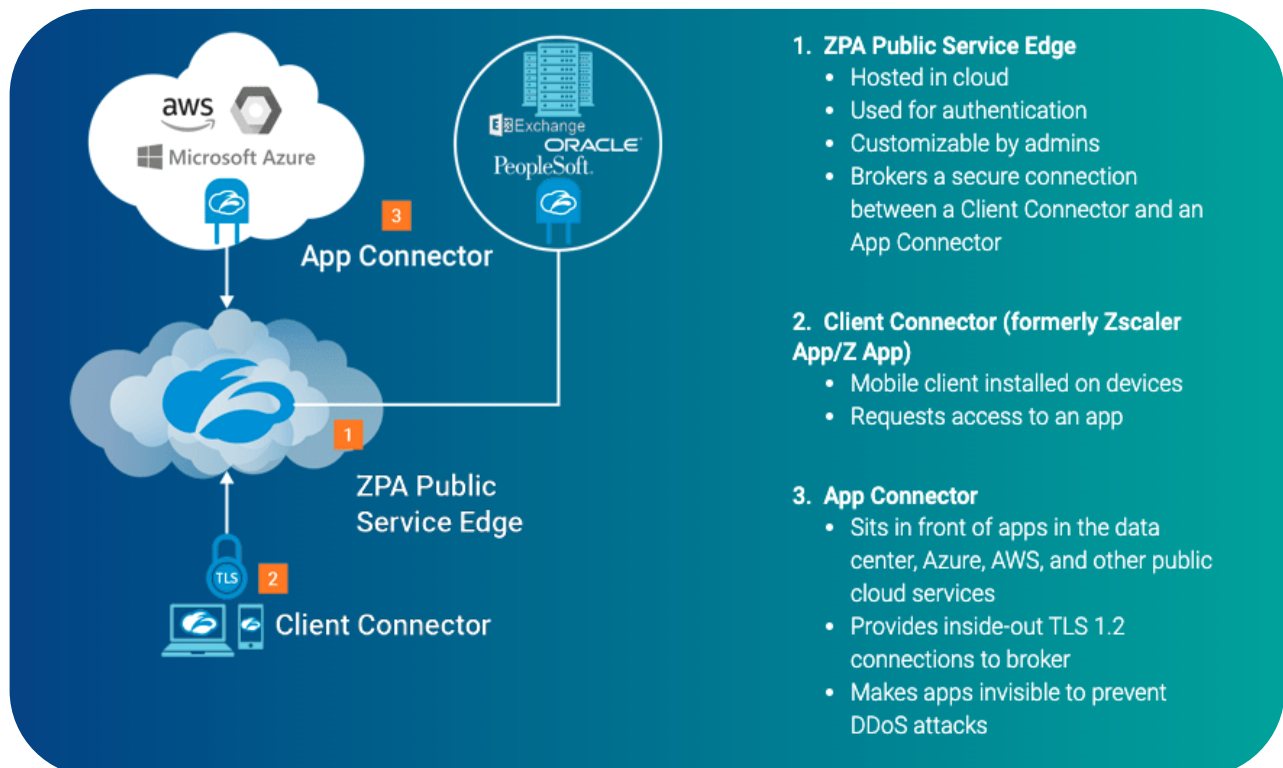 aws
Microsoft Azure
Exchange
ORACLE
PeopleSoft.
3
App Connector
1
ZPA Public
Service Edge
TLS
2
Client Connector
1. ZPA Public Service Edge
• Hosted in cloud
• Used for authentication
• Customizable by admins
• Brokers a secure connection
between a Client Connector and an
App Connector
2. Client Connector (formerly Zscaler
App/Z App)
• Mobile client installed on devices
• Requests access to an app
3. App Connector
• Sits in front of apps in the data
center, Azure, AWS, and other public
cloud services
• Provides inside-out TLS 1.2
connections to broker
• Makes apps invisible to prevent
DDoS attacks